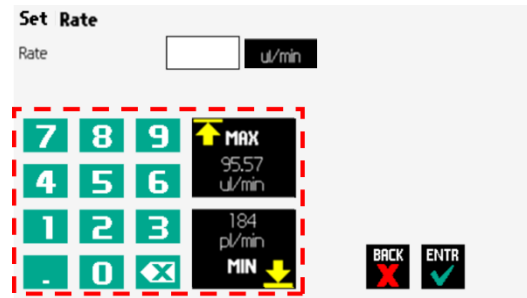 Set Rate
Rate ul/min
7 8 9 MAX
95.57
ul/min
4 5 6
1 2 3 184
pl/min
. 0 X MIN
BACK ENTR